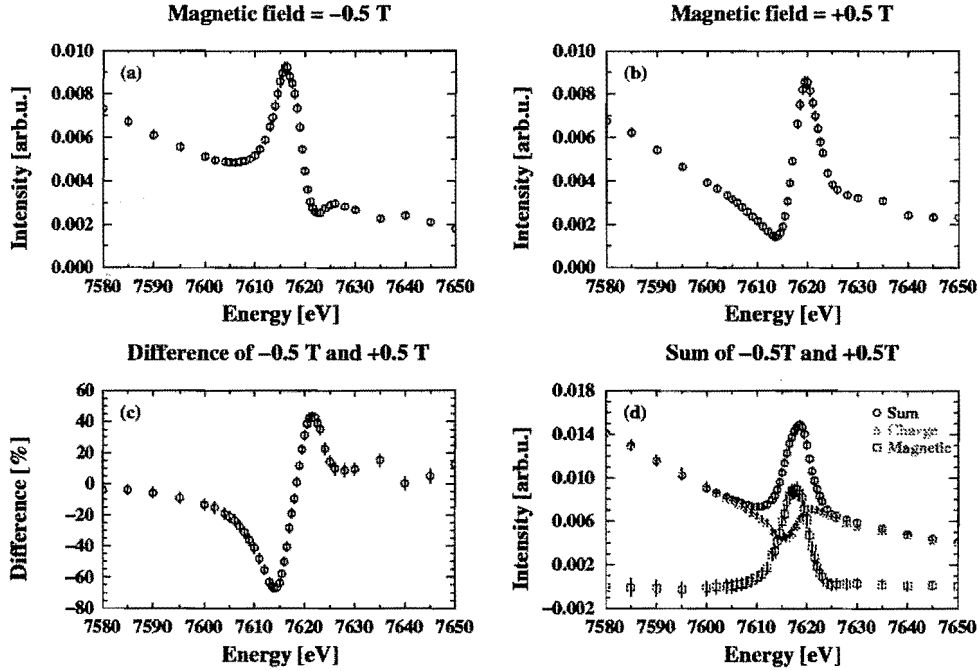 Magnetic field = −0.5 T
Magnetic field = +0.5 T
(a)
Intensity [arb.u.]
0.010
0.008
0.006
0.004
0.002
0.000
7580 7590 7600 7610 7620 7630 7640 7650
Energy [eV]
(b)
Intensity [arb.u.]
0.010
0.008
0.006
0.004
0.002
0.000
7580 7590 7600 7610 7620 7630 7640 7650
Energy [eV]
Difference of −0.5 T and +0.5 T
Sum of −0.5T and +0.5T
(c)
Difference [%]
60
40
20
0
−20
−40
−60
−80
7580 7590 7600 7610 7620 7630 7640 7650
Energy [eV]
(d)
Sum
Charge
Magnetic
Intensity [arb.u.]
0.018
0.014
0.010
0.006
0.002
−0.002
7580 7590 7600 7610 7620 7630 7640 7650
Energy [eV]